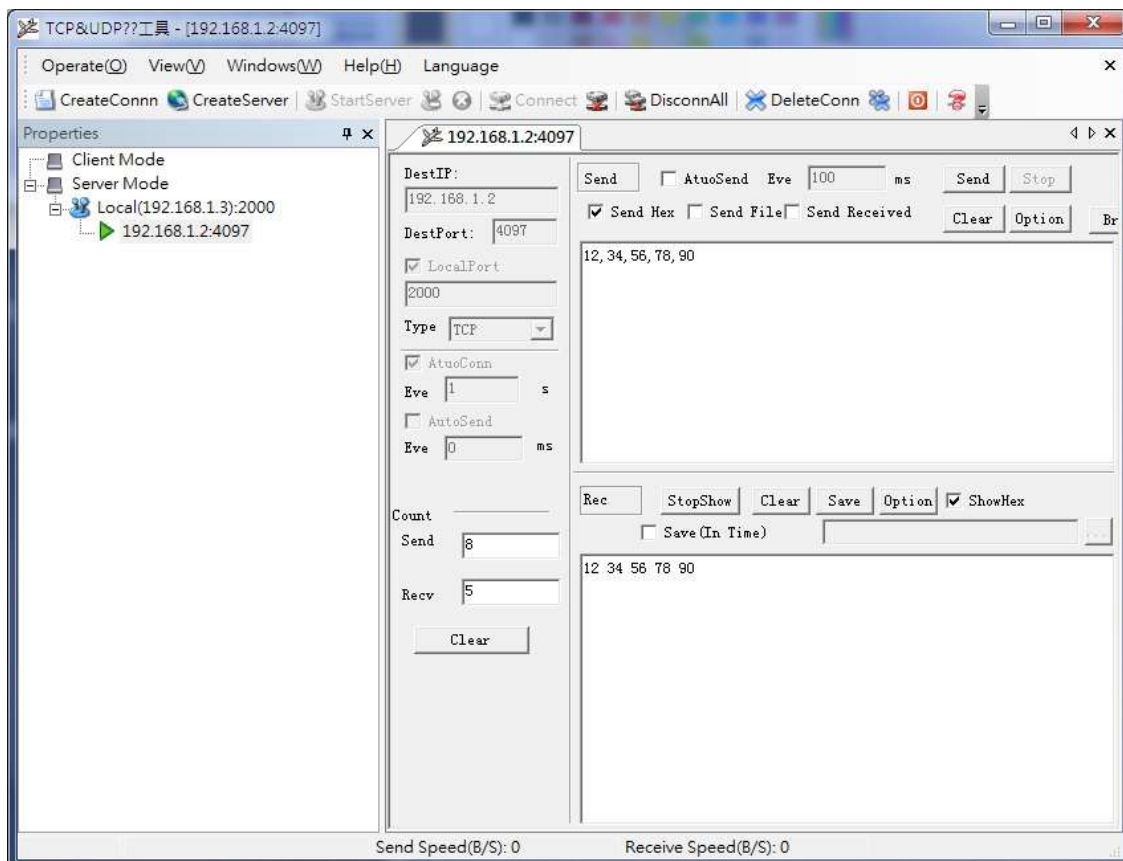 TCP&UDP??工具 - [192.168.1.2:4097]
Operate(O) View(V) Windows(W) Help(H) Language
CreateConnn CreateServer StartServer Connect DisconnAll DeleteConn
Properties
Client Mode
Server Mode
Local(192.168.1.3):2000
192.168.1.2:4097
192.168.1.2:4097
DestIP:
192.168.1.2
DestPort: 4097
LocalPort
2000
Type TCP
AtuoConn
Eve 1 s
AutoSend
Eve 0 ms
Count
Send 8
Recv 5
Clear
Send AtuoSend Eve 100 ms Send Stop
Send Hex Send File Send Received Clear Option Br
12,34,56,78,90
Rec StopShow Clear Save Option ShowHex
Save(In Time) ...
12 34 56 78 90
Send Speed(B/S): 0 Receive Speed(B/S): 0